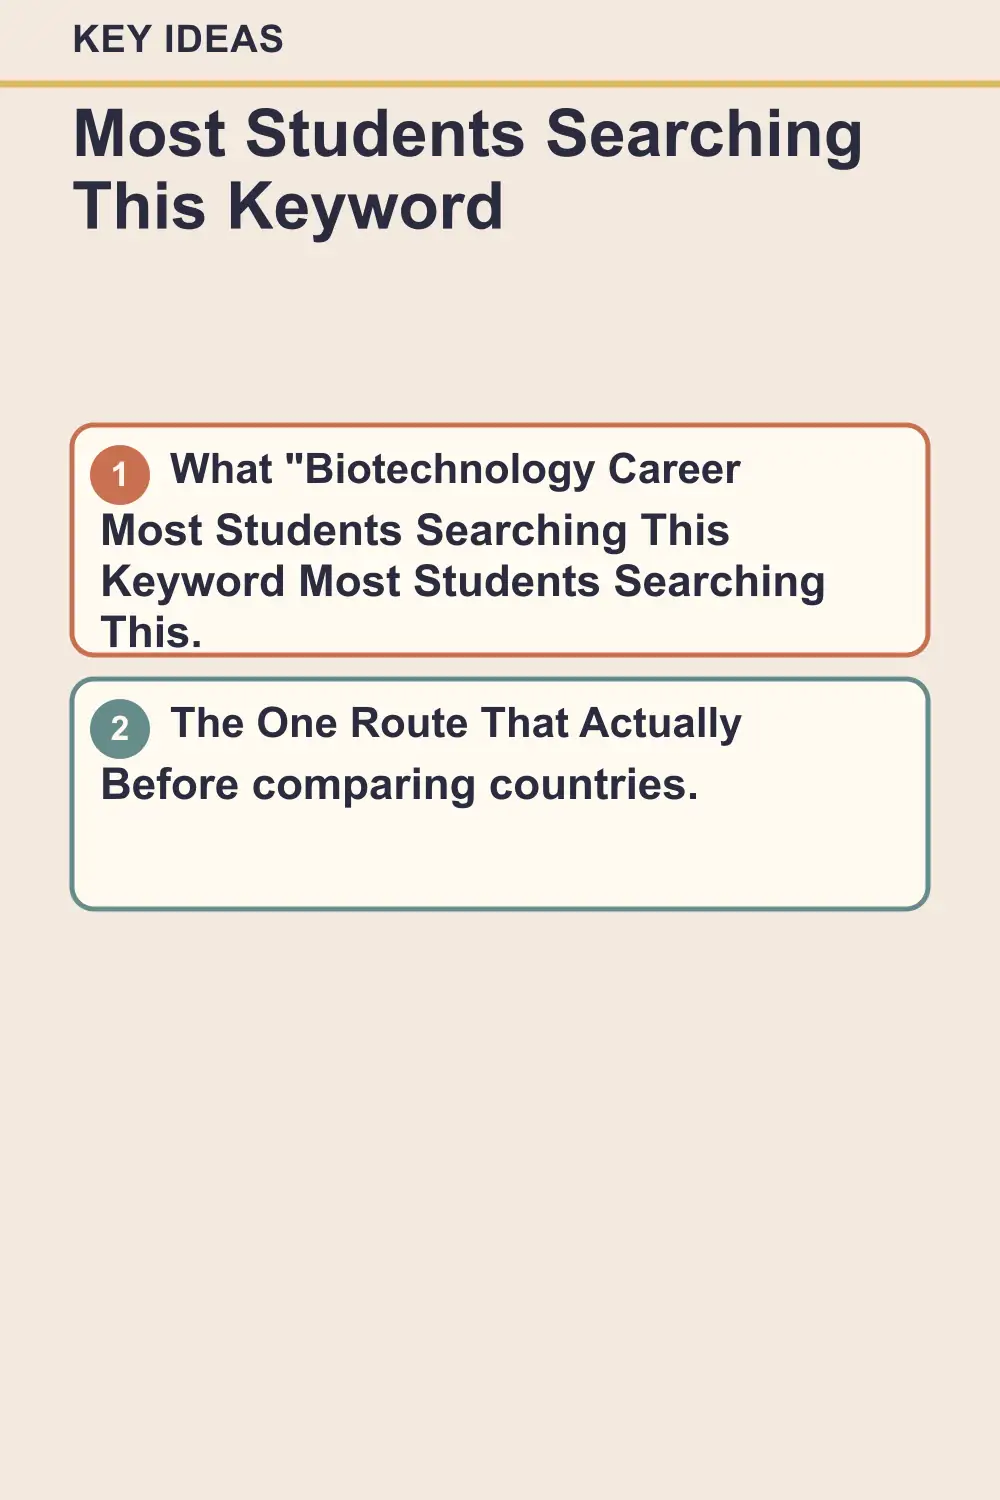 KEY IDEAS
Most Students Searching
This Keyword
1 What "Biotechnology Career
Most Students Searching This
Keyword Most Students Searching
This.
2 The One Route That Actually
Before comparing countries.